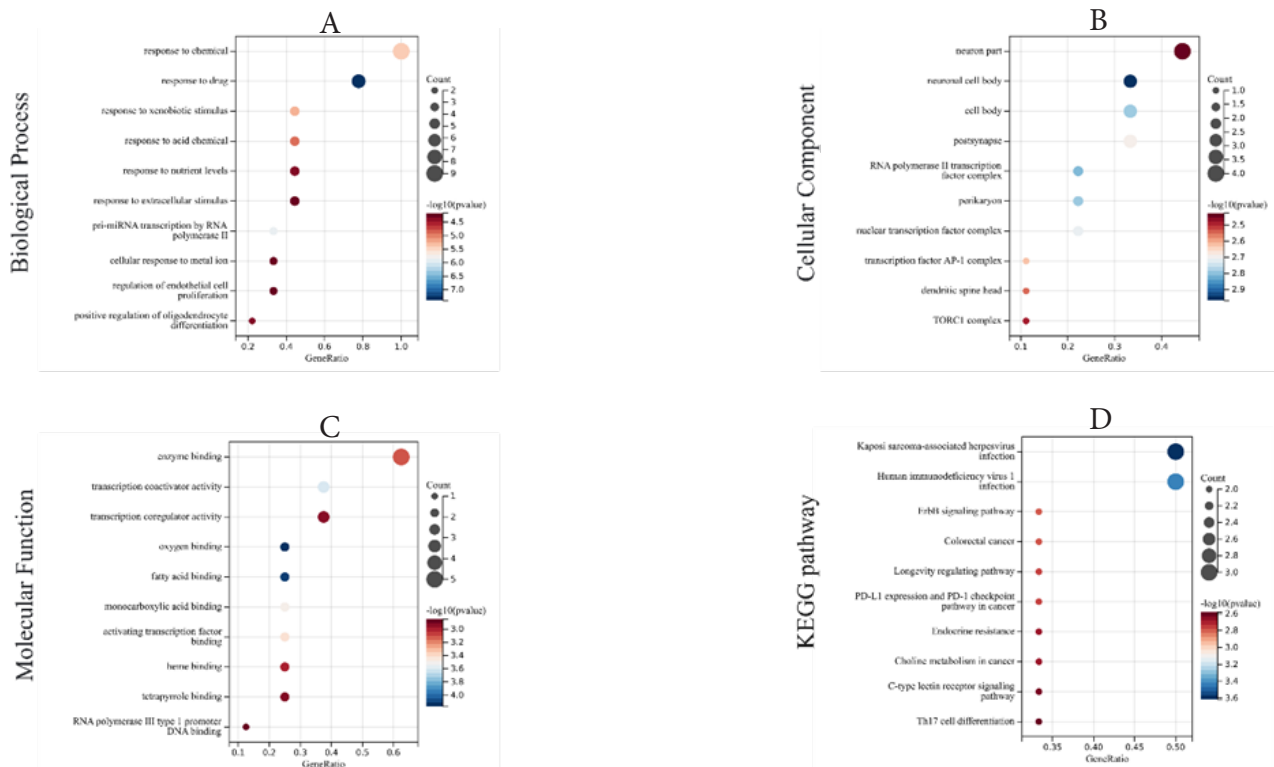 A
Biological Process
response to chemical
response to drug
response to xenobiotic stimulus
response to acid chemical
response to nutrient levels
response to extracellular stimulus
pri-miRNA transcription by RNA
polymerase II
cellular response to metal ion
regulation of endothelial cell
proliferation
positive regulation of oligodendrocyte
differentiation
0.2 0.4 0.6 0.8 1.0
GeneRatio
Count
2
3
4
5
6
7
8
9
-log10(pvalue)
4.5
5.0
5.5
6.0
6.5
7.0
B
Cellular Component
neuron part
neuronal cell body
cell body
postsynapse
RNA polymerase II transcription
factor complex
perikaryon
nuclear transcription factor complex
transcription factor AP-1 complex
dendritic spine head
TORC1 complex
0.1 0.2 0.3 0.4
GeneRatio
Count
1.0
1.5
2.0
2.5
3.0
3.5
4.0
-log10(pvalue)
2.5
2.6
2.7
2.8
2.9
C
Molecular Function
enzyme binding
transcription coactivator activity
transcription coregulator activity
oxygen binding
fatty acid binding
monocarboxylic acid binding
activating transcription factor
binding
heme binding
tetrapyrrole binding
RNA polymerase III type 1 promoter
DNA binding
0.1 0.2 0.3 0.4 0.5 0.6
GeneRatio
Count
1
2
3
4
5
-log10(pvalue)
3.0
3.2
3.4
3.6
3.8
4.0
D
KEGG pathway
Kaposi sarcoma-associated herpesvirus
infection
Human immunodeficiency virus 1
infection
ErbB signaling pathway
Colorectal cancer
Longevity regulating pathway
PD-L1 expression and PD-1 checkpoint
pathway in cancer
Endocrine resistance
Choline metabolism in cancer
C-type lectin receptor signaling
pathway
Th17 cell differentiation
0.35 0.40 0.45 0.50
GeneRatio
Count
2.0
2.2
2.4
2.6
2.8
3.0
-log10(pvalue)
2.6
2.8
3.0
3.2
3.4
3.6